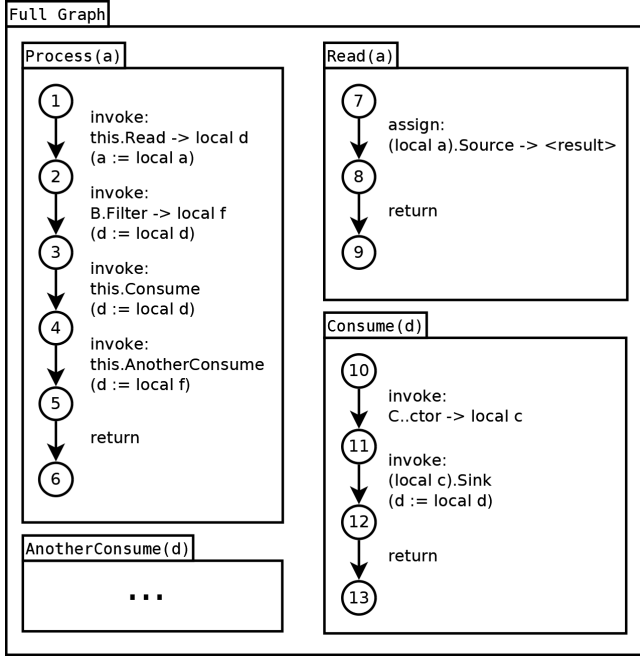 Full Graph
Process(a)
1
invoke:
this.Read -> local d
(a := local a)
2
invoke:
B.Filter -> local f
(d := local d)
3
invoke:
this.Consume
(d := local d)
4
invoke:
this.AnotherConsume
(d := local f)
5
return
6
AnotherConsume(d)
...
Read(a)
7
assign:
(local a).Source -> <result>
8
return
9
Consume(d)
10
invoke:
C..ctor -> local c
11
invoke:
(local c).Sink
(d := local d)
12
return
13